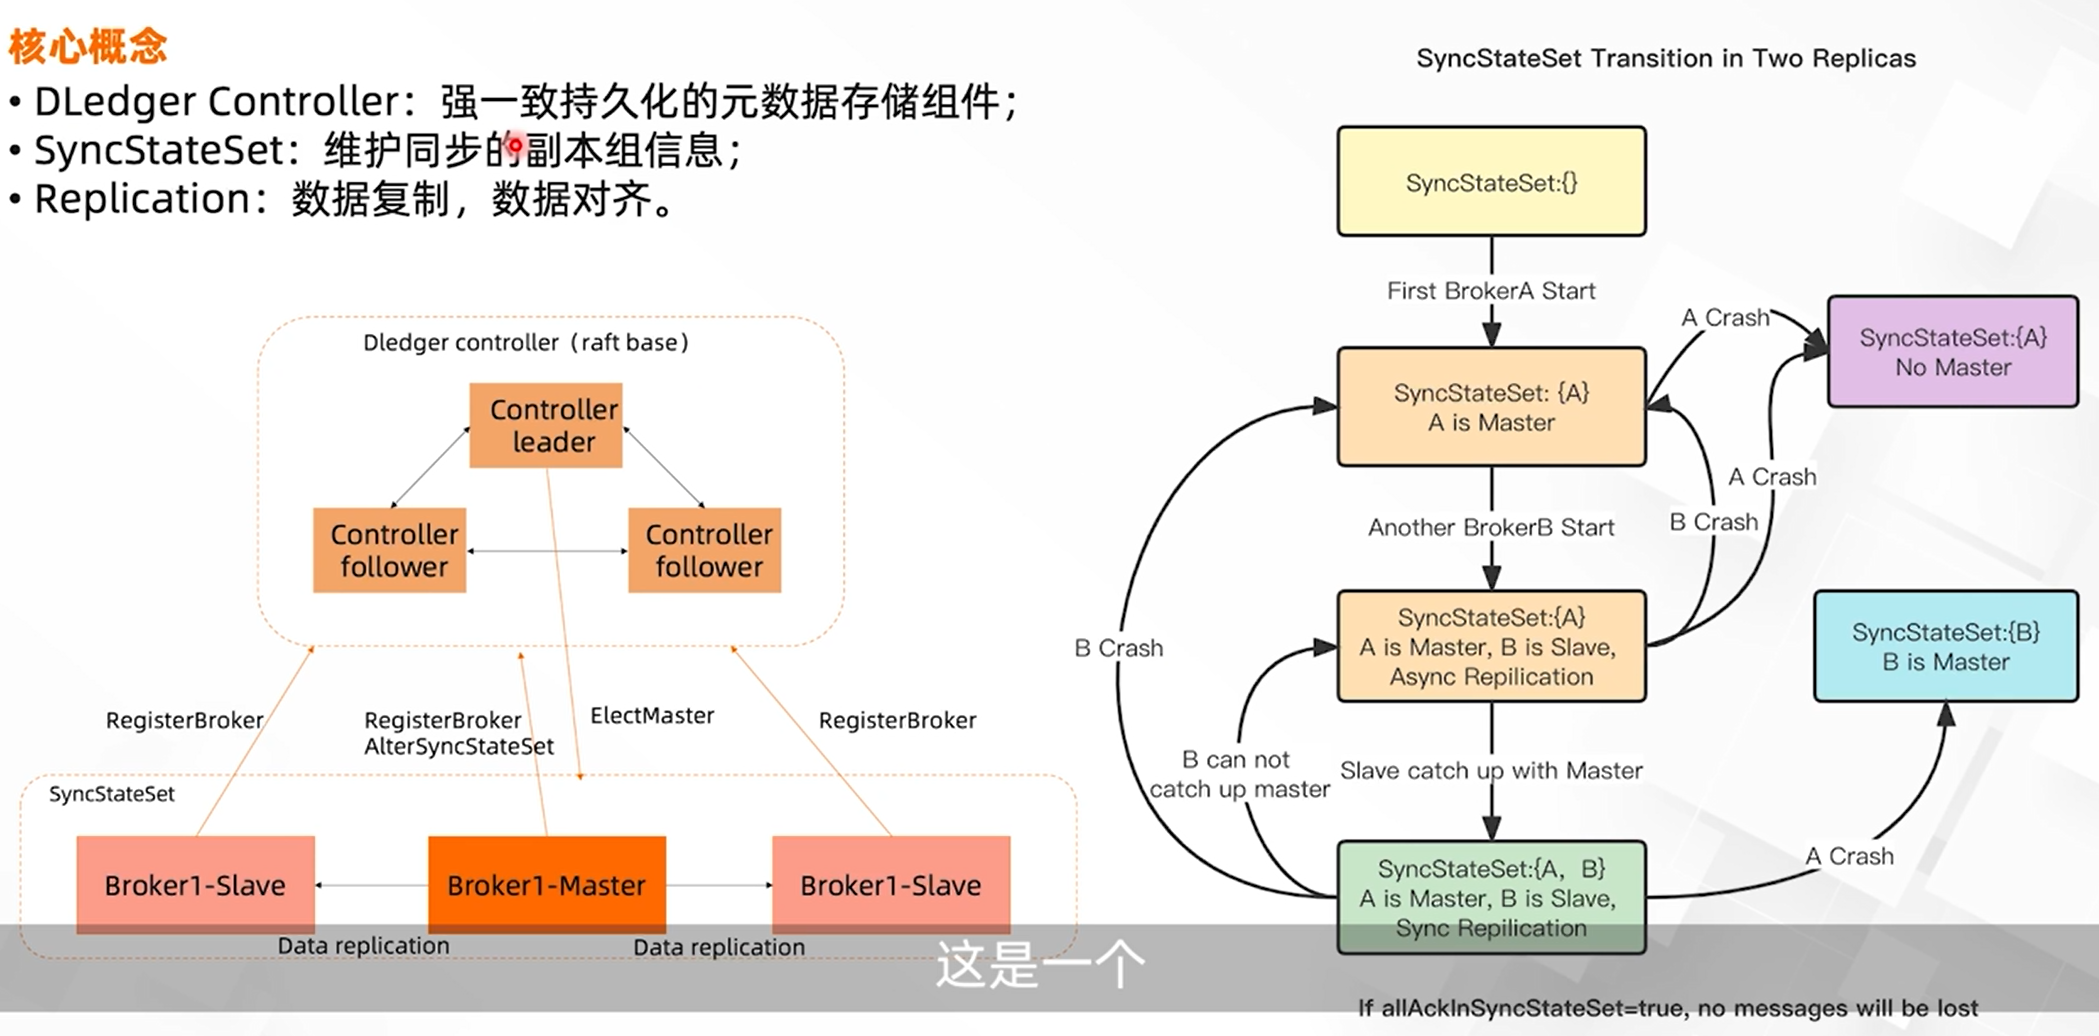 核心概念
• DLedger Controller：强一致持久化的元数据存储组件；
• SyncStateSet：维护同步的副本组信息；
• Replication：数据复制，数据对齐。
Dledger controller（raft base）
Controller
leader
Controller
follower
Controller
follower
RegisterBroker
RegisterBroker
AlterSyncStateSet
ElectMaster
RegisterBroker
SyncStateSet
Broker1-Slave
Broker1-Master
Broker1-Slave
Data replication
Data replication
SyncStateSet Transition in Two Replicas
SyncStateSet:{}
First BrokerA Start
A Crash
SyncStateSet:{A}
No Master
SyncStateSet: {A}
A is Master
A Crash
B Crash
Another BrokerB Start
SyncStateSet:{A}
A is Master, B is Slave,
Async Repilication
SyncStateSet:{B}
B is Master
B Crash
B can not
catch up master
Slave catch up with Master
A Crash
SyncStateSet:{A，B}
A is Master, B is Slave,
Sync Repilication
If allAckInSyncStateSet=true, no messages will be lost
这是一个